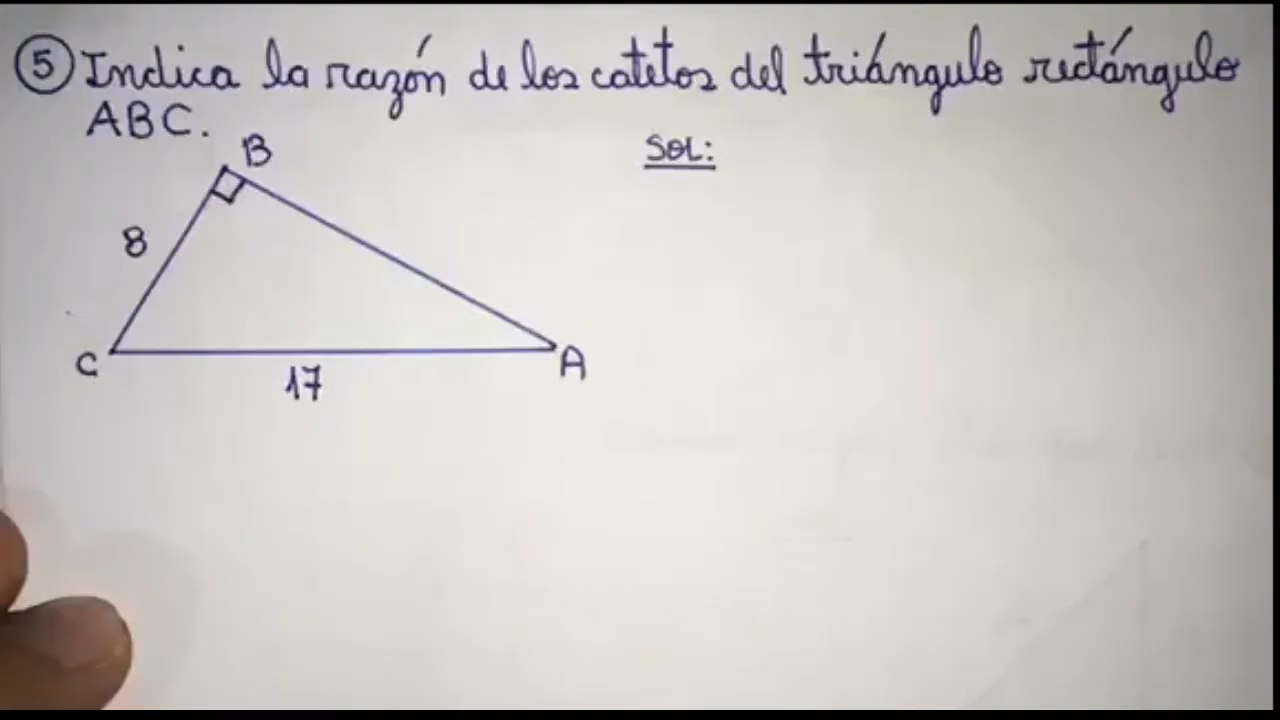 5 Indica la razón de los catetos del triángulo rectángulo
ABC.
SOL:
B
8
C
A
17